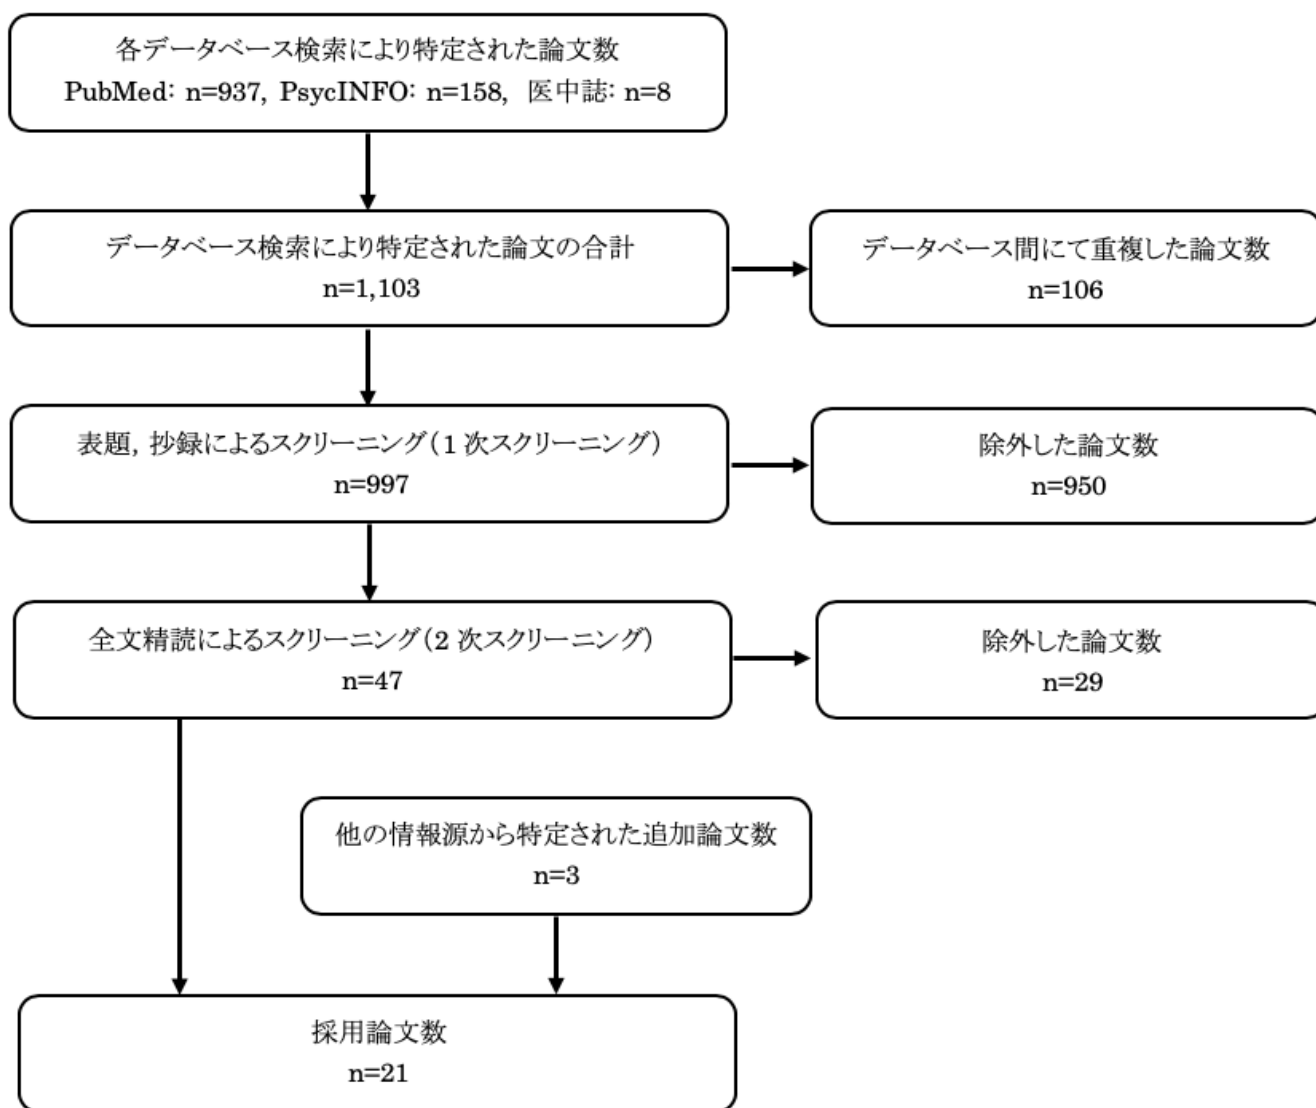 各データベース検索により特定された論文数
PubMed: n=937, PsycINFO: n=158, 医中誌: n=8
データベース検索により特定された論文の合計
n=1,103
データベース間にて重複した論文数
n=106
表題, 抄録によるスクリーニング(1 次スクリーニング)
n=997
除外した論文数
n=950
全文精読によるスクリーニング(2 次スクリーニング)
n=47
除外した論文数
n=29
他の情報源から特定された追加論文数
n=3
採用論文数
n=21